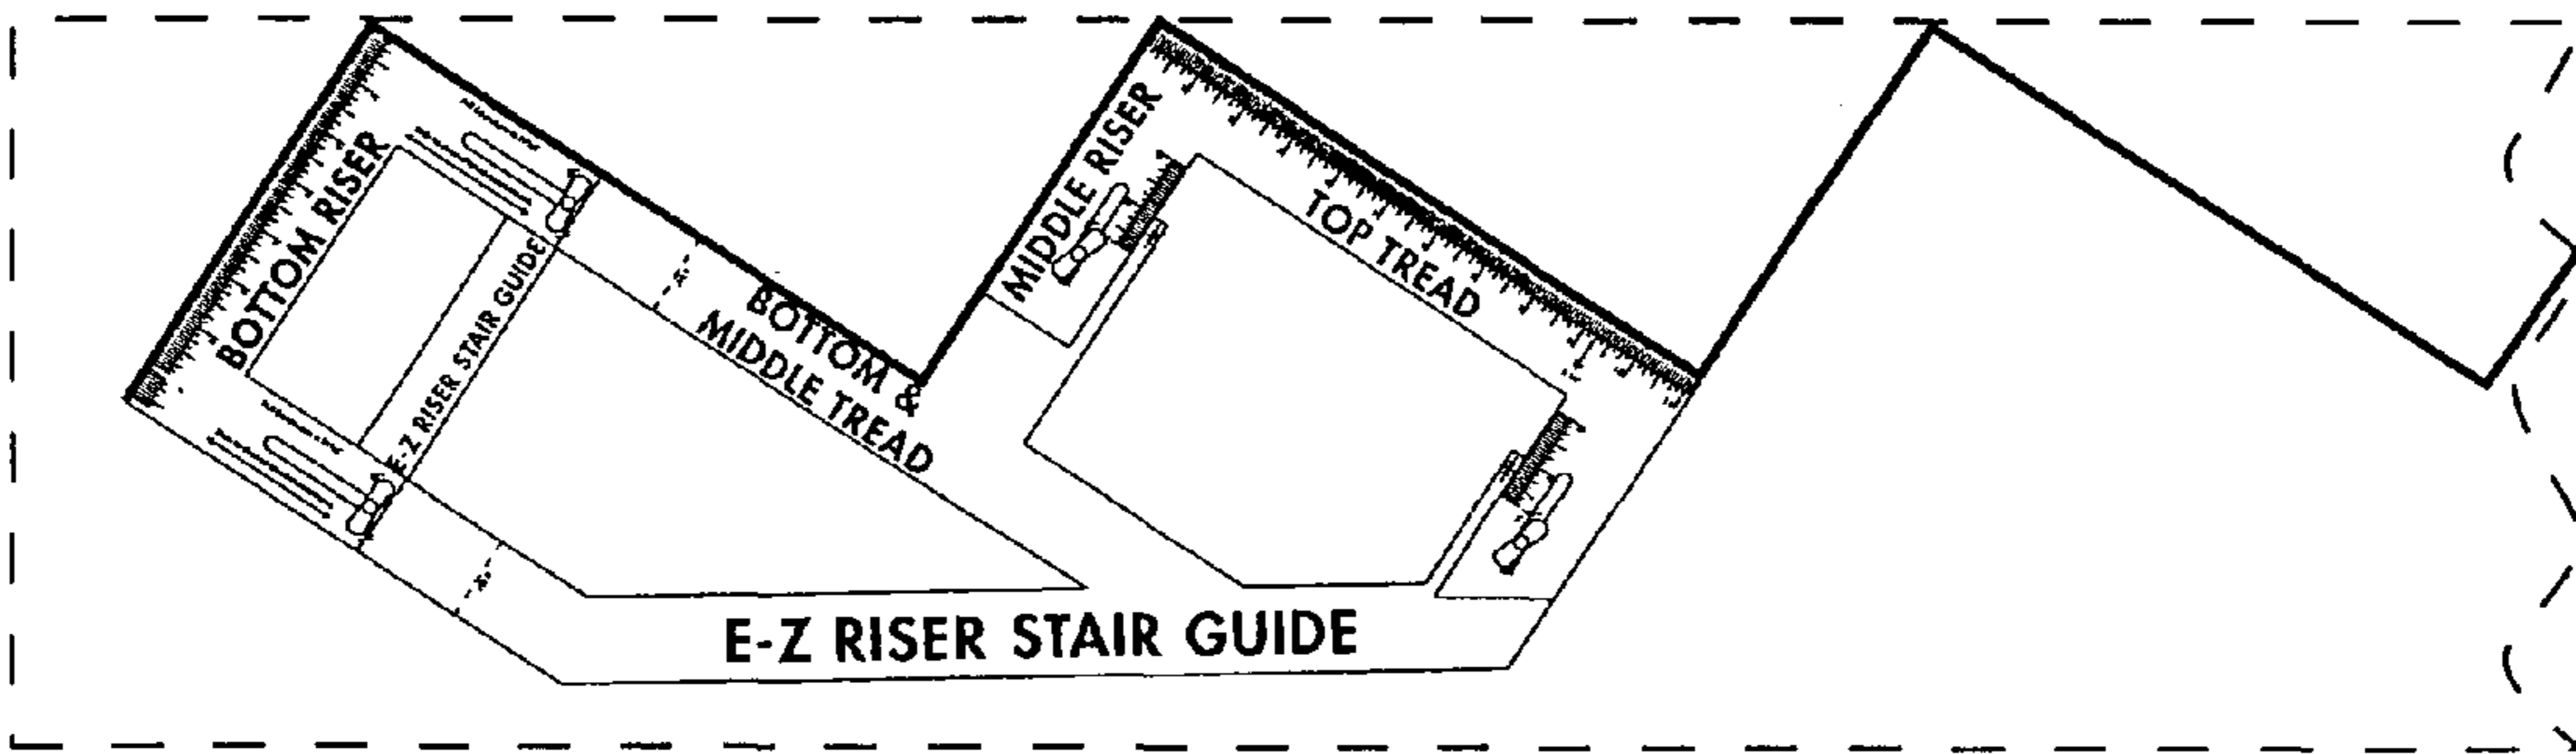 BOTTOM RISER
E-Z RISER STAIR GUIDE
BOTTOM &
MIDDLE TREAD
MIDDLE RISER
TOP TREAD
E-Z RISER STAIR GUIDE